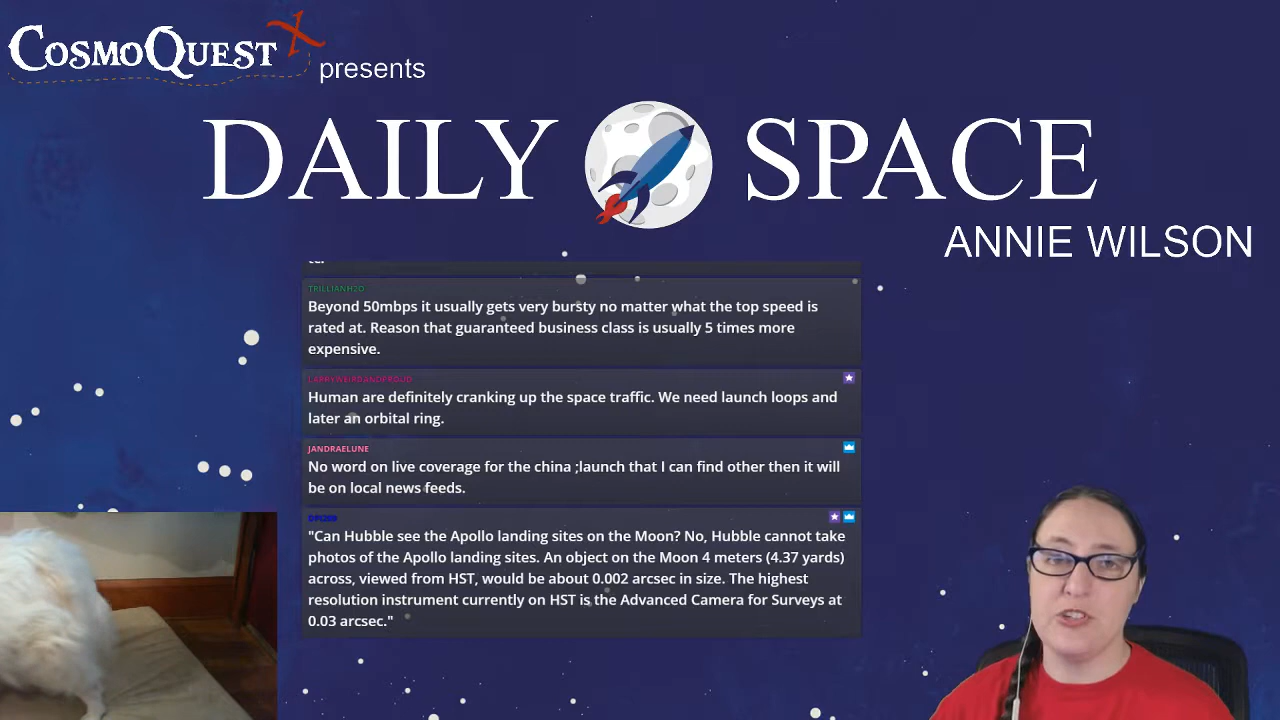 CosmoQuest X
presents
DAILY SPACE
ANNIE WILSON
TRILLIANH2O
Beyond 50mbps it usually gets very bursty no matter what the top speed is
rated at. Reason that guaranteed business class is usually 5 times more
expensive.
LARRYWEIRDANDPROUD
Human are definitely cranking up the space traffic. We need launch loops and
later an orbital ring.
JANDRAELUNE
No word on live coverage for the china ;launch that I can find other then it will
be on local news feeds.
"Can Hubble see the Apollo landing sites on the Moon? No, Hubble cannot take
photos of the Apollo landing sites. An object on the Moon 4 meters (4.37 yards)
across, viewed from HST, would be about 0.002 arcsec in size. The highest
resolution instrument currently on HST is the Advanced Camera for Surveys at
0.03 arcsec."